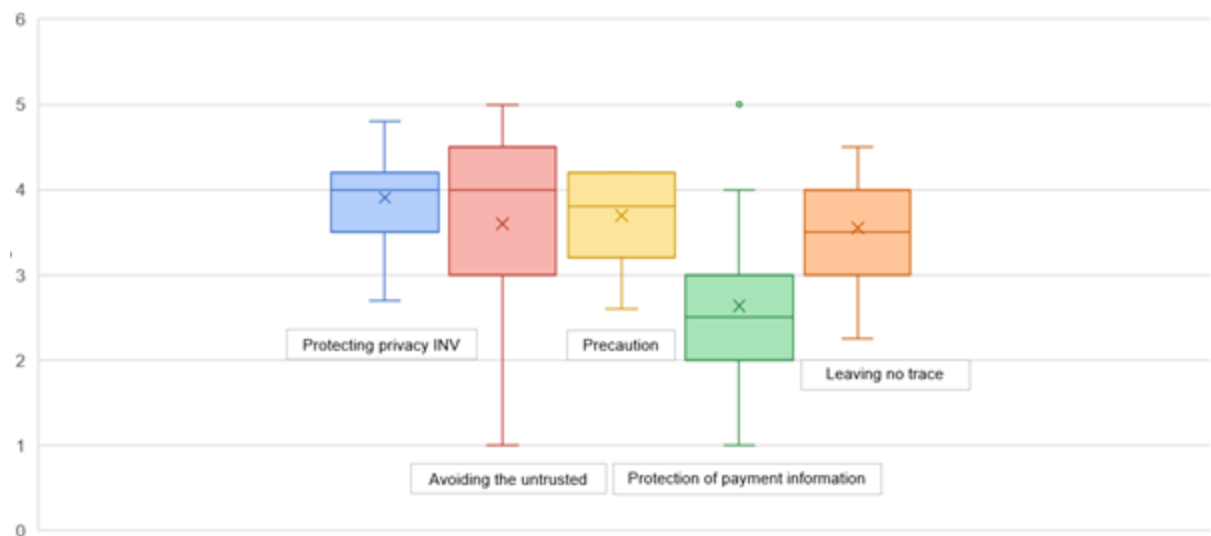 6
5
4
3
2
1
0
Protecting privacy INV
Precaution
Leaving no trace
Avoiding the untrusted
Protection of payment information